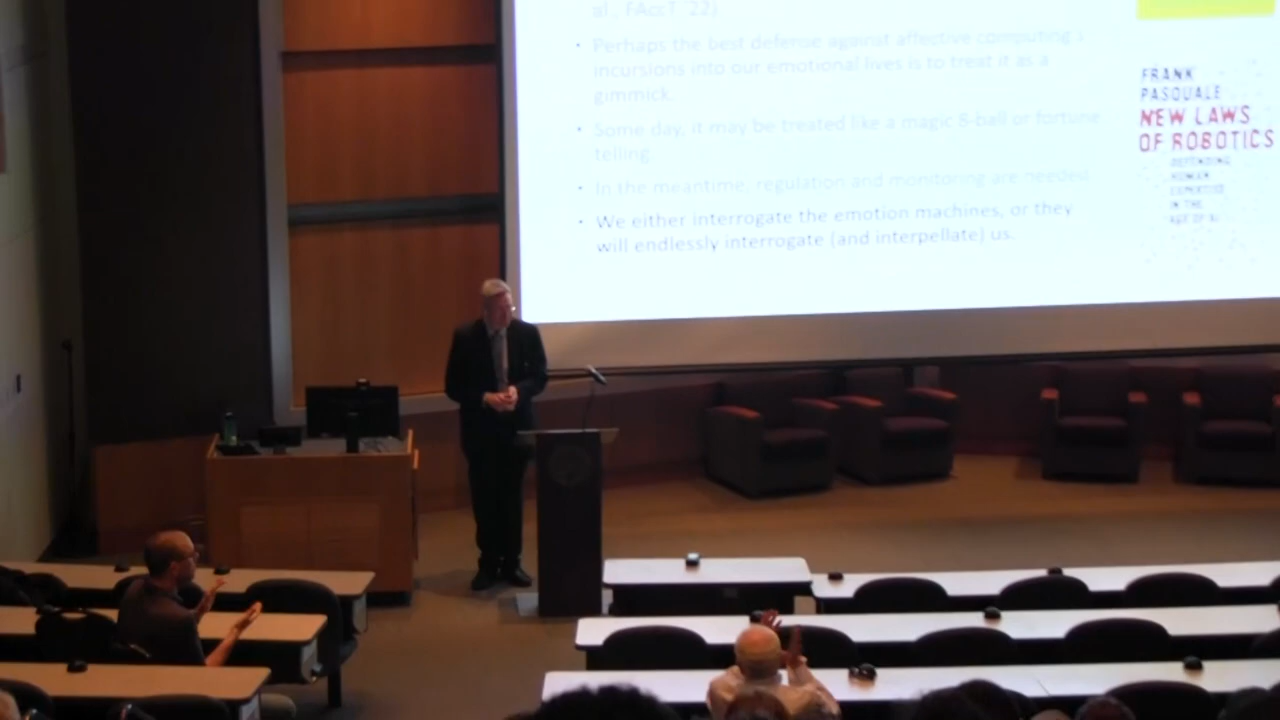 al., FAccT '22)
• Perhaps the best defense against affective computing's
incursions into our emotional lives is to treat it as a
gimmick.
• Some day, it may be treated like a magic 8-ball or fortune
telling.
• In the meantime, regulation and monitoring are needed.
• We either interrogate the emotion machines, or they
will endlessly interrogate (and interpellate) us.
FRANK
PASQUALE
NEW LAWS
OF ROBOTICS
DEFENDING
HUMAN
EXPERTISE
IN THE
AGE OF AI